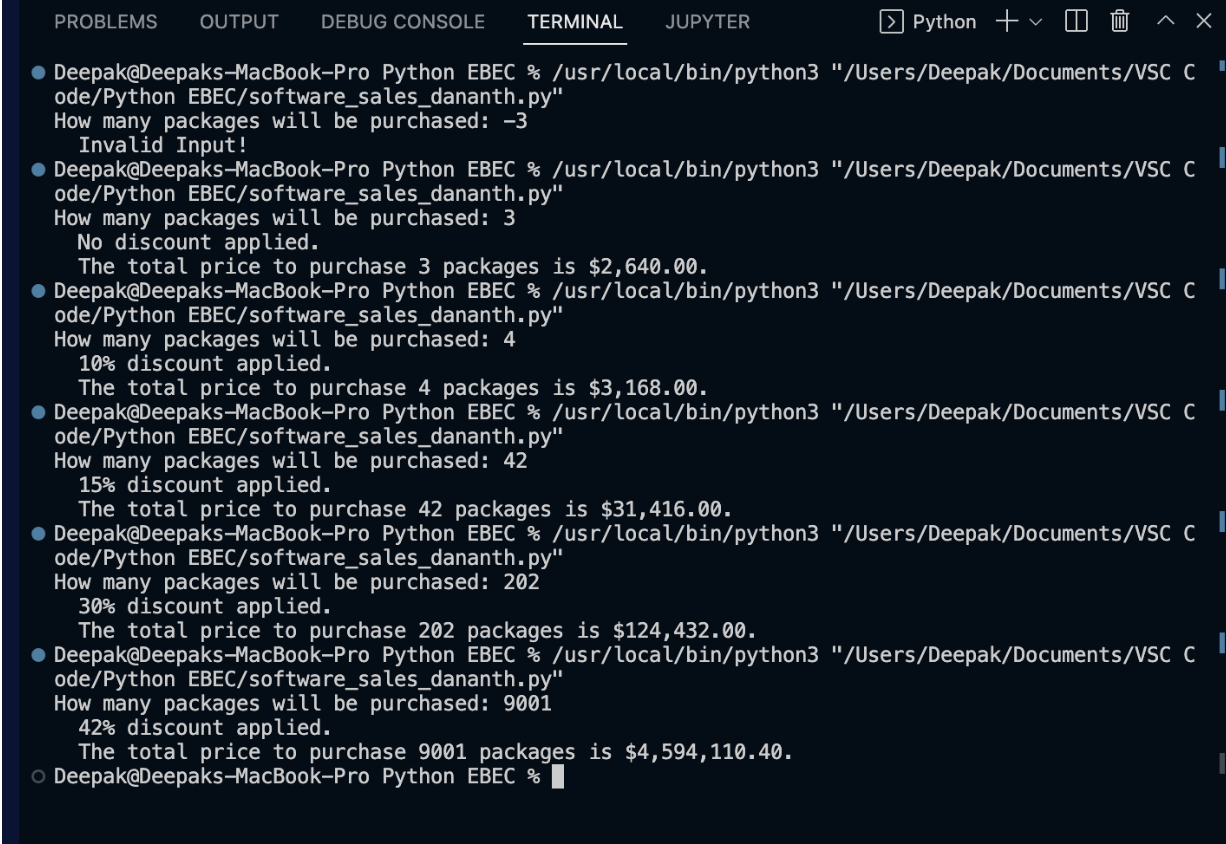 PROBLEMS OUTPUT DEBUG CONSOLE TERMINAL JUPYTER Python
Deepak@Deepaks-MacBook-Pro Python EBEC % /usr/local/bin/python3 "/Users/Deepak/Documents/VSC C
ode/Python EBEC/software_sales_dananth.py"
How many packages will be purchased: -3
  Invalid Input!
Deepak@Deepaks-MacBook-Pro Python EBEC % /usr/local/bin/python3 "/Users/Deepak/Documents/VSC C
ode/Python EBEC/software_sales_dananth.py"
How many packages will be purchased: 3
  No discount applied.
  The total price to purchase 3 packages is $2,640.00.
Deepak@Deepaks-MacBook-Pro Python EBEC % /usr/local/bin/python3 "/Users/Deepak/Documents/VSC C
ode/Python EBEC/software_sales_dananth.py"
How many packages will be purchased: 4
  10% discount applied.
  The total price to purchase 4 packages is $3,168.00.
Deepak@Deepaks-MacBook-Pro Python EBEC % /usr/local/bin/python3 "/Users/Deepak/Documents/VSC C
ode/Python EBEC/software_sales_dananth.py"
How many packages will be purchased: 42
  15% discount applied.
  The total price to purchase 42 packages is $31,416.00.
Deepak@Deepaks-MacBook-Pro Python EBEC % /usr/local/bin/python3 "/Users/Deepak/Documents/VSC C
ode/Python EBEC/software_sales_dananth.py"
How many packages will be purchased: 202
  30% discount applied.
  The total price to purchase 202 packages is $124,432.00.
Deepak@Deepaks-MacBook-Pro Python EBEC % /usr/local/bin/python3 "/Users/Deepak/Documents/VSC C
ode/Python EBEC/software_sales_dananth.py"
How many packages will be purchased: 9001
  42% discount applied.
  The total price to purchase 9001 packages is $4,594,110.40.
Deepak@Deepaks-MacBook-Pro Python EBEC %